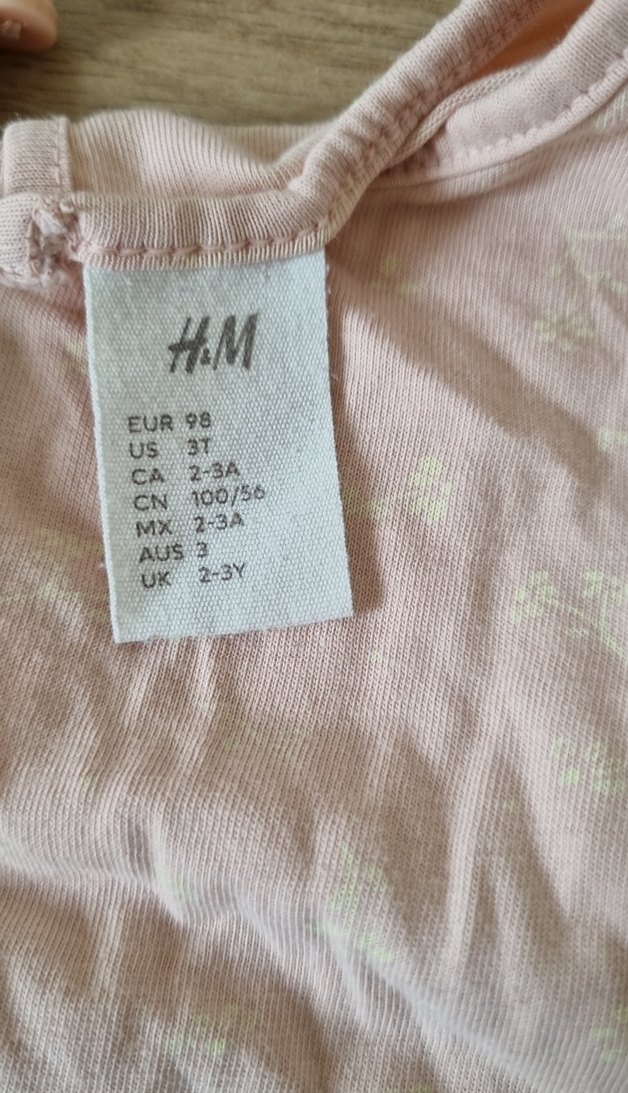 H&M
EUR 98
US 3T
CA 2-3A
CN 100/56
MX 2-3A
AUS 3
UK 2-3Y